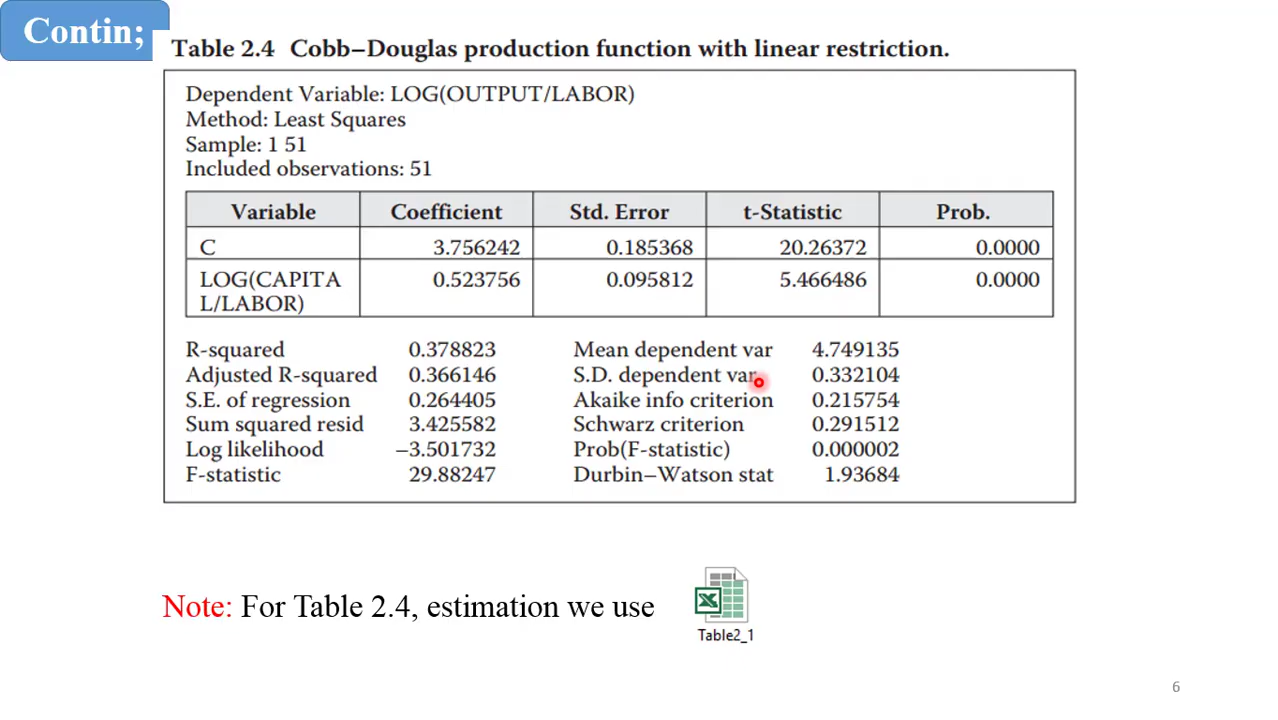 Contin;
Table 2.4 Cobb–Douglas production function with linear restriction.
Dependent Variable: LOG(OUTPUT/LABOR)
Method: Least Squares
Sample: 1 51
Included observations: 51
Variable Coefficient Std. Error t-Statistic Prob.
C 3.756242 0.185368 20.26372 0.0000
LOG(CAPITA 0.523756 0.095812 5.466486 0.0000
L/LABOR)
R-squared 0.378823 Mean dependent var 4.749135
Adjusted R-squared 0.366146 S.D. dependent var 0.332104
S.E. of regression 0.264405 Akaike info criterion 0.215754
Sum squared resid 3.425582 Schwarz criterion 0.291512
Log likelihood –3.501732 Prob(F-statistic) 0.000002
F-statistic 29.88247 Durbin–Watson stat 1.93684
Note: For Table 2.4, estimation we use
Table2_1
6